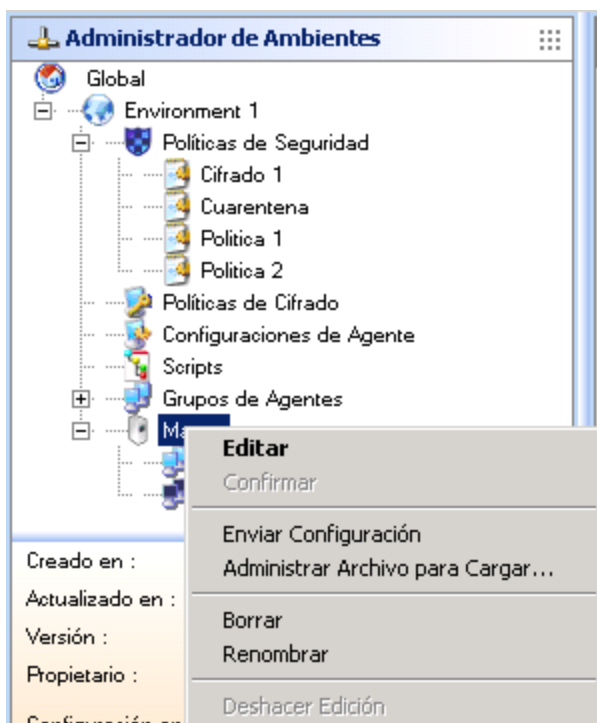 Administrador de Ambientes
Global
Environment 1
Políticas de Seguridad
Cifrado 1
Cuarentena
Politica 1
Politica 2
Políticas de Cifrado
Configuraciones de Agente
Scripts
Grupos de Agentes
Editar
Confirmar
Enviar Configuración
Administrar Archivo para Cargar...
Borrar
Renombrar
Deshacer Edición
Creado en :
Actualizado en :
Versión :
Propietario :
Configuración en